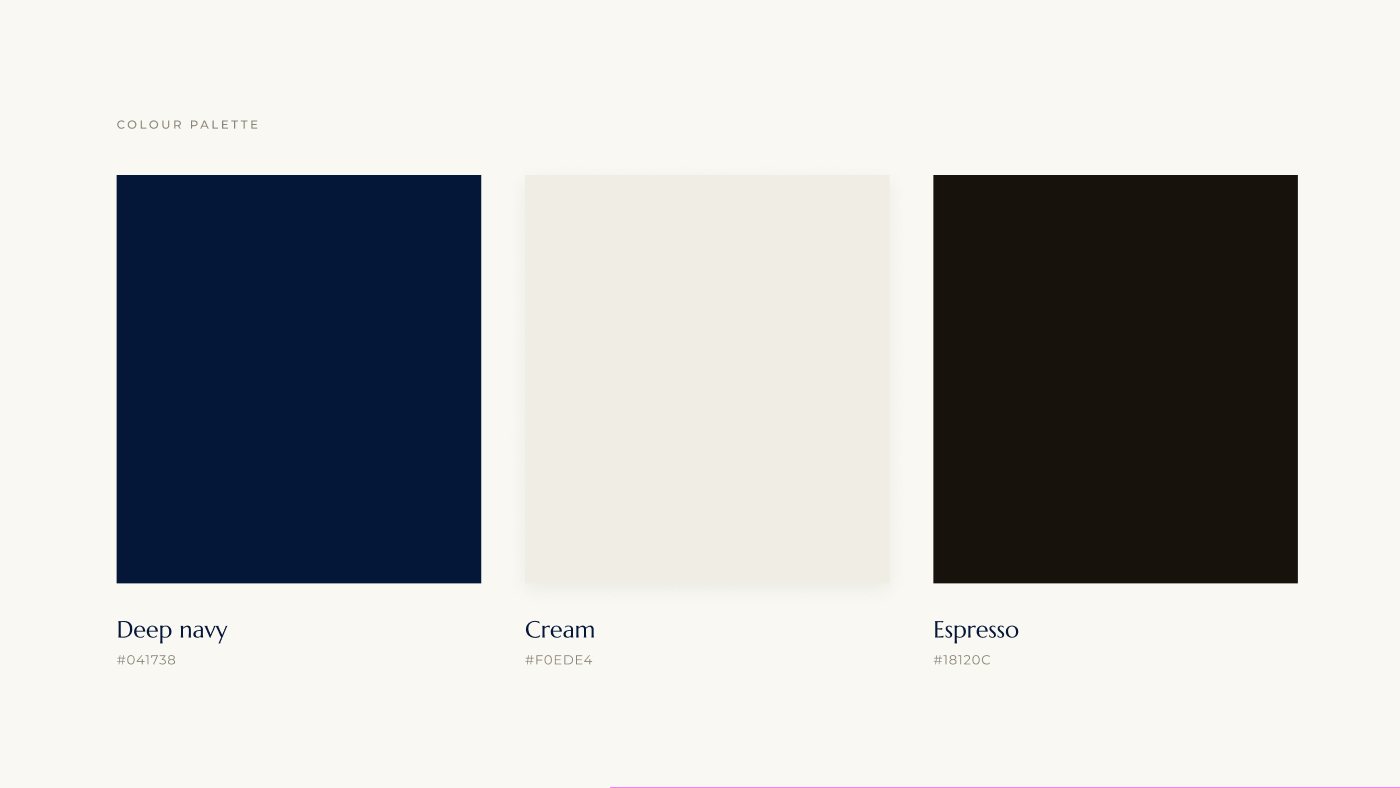 COLOUR PALETTE
Deep navy
#041738
Cream
#F0EDE4
Espresso
#18120C